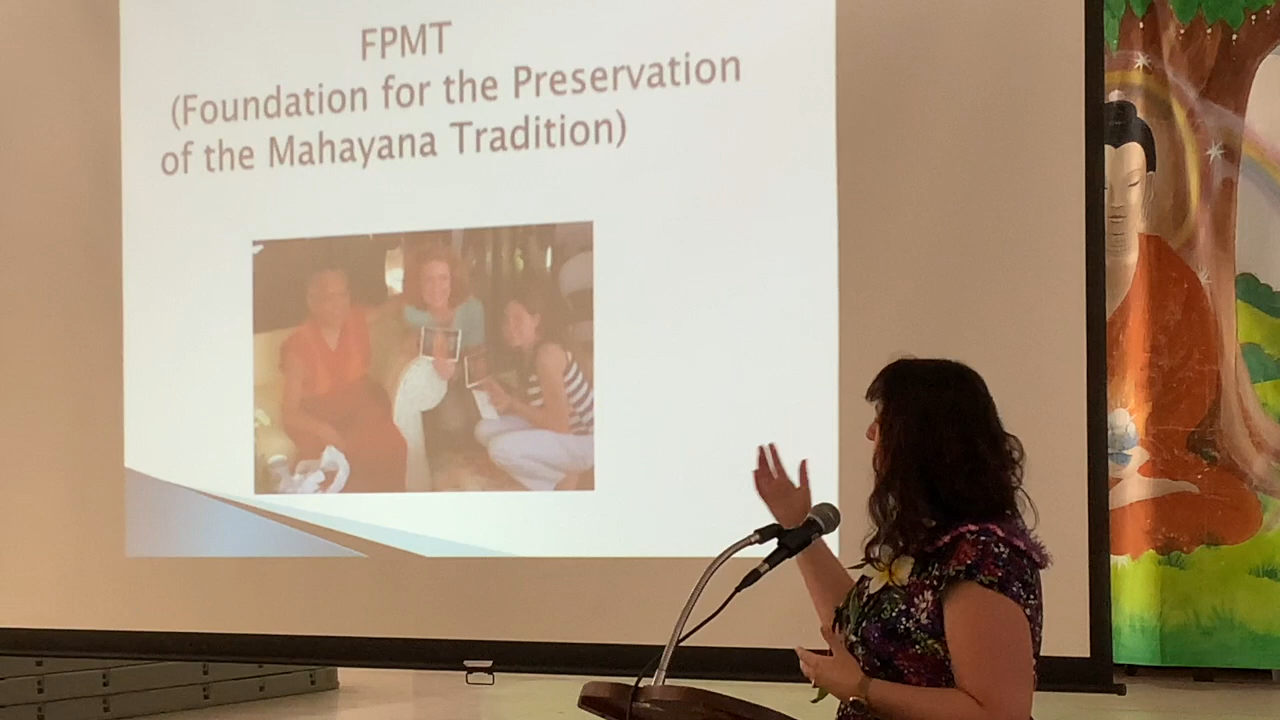 FPMT
(Foundation for the Preservation
of the Mahayana Tradition)